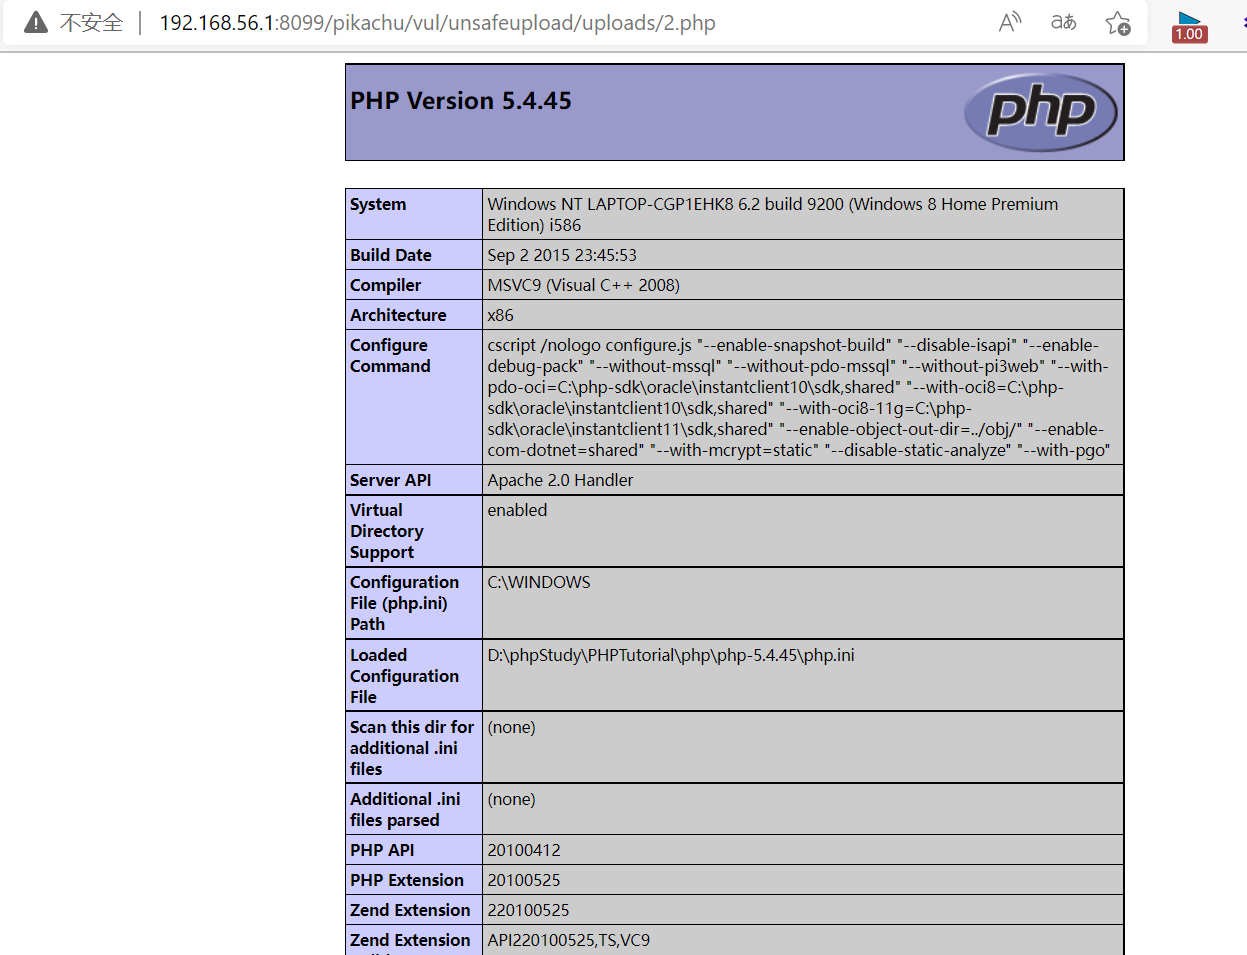 不安全 192.168.56.1:8099/pikachu/vul/unsafeupload/uploads/2.php A aあ 1.00
PHP Version 5.4.45 php
System Windows NT LAPTOP-CGP1EHK8 6.2 build 9200 (Windows 8 Home Premium
Edition) i586
Build Date Sep 2 2015 23:45:53
Compiler MSVC9 (Visual C++ 2008)
Architecture x86
Configure cscript /nologo configure.js "--enable-snapshot-build" "--disable-isapi" "--enable-
Command debug-pack" "--without-mssql" "--without-pdo-mssql" "--without-pi3web" "--with-
pdo-oci=C:\php-sdk\oracle\instantclient10\sdk,shared" "--with-oci8=C:\php-
sdk\oracle\instantclient10\sdk,shared" "--with-oci8-11g=C:\php-
sdk\oracle\instantclient11\sdk,shared" "--enable-object-out-dir=../obj/" "--enable-
com-dotnet=shared" "--with-mcrypt=static" "--disable-static-analyze" "--with-pgo"
Server API Apache 2.0 Handler
Virtual enabled
Directory
Support
Configuration C:\WINDOWS
File (php.ini)
Path
Loaded D:\phpStudy\PHPTutorial\php\php-5.4.45\php.ini
Configuration
File
Scan this dir for (none)
additional .ini
files
Additional .ini (none)
files parsed
PHP API 20100412
PHP Extension 20100525
Zend Extension 220100525
Zend Extension API220100525,TS,VC9